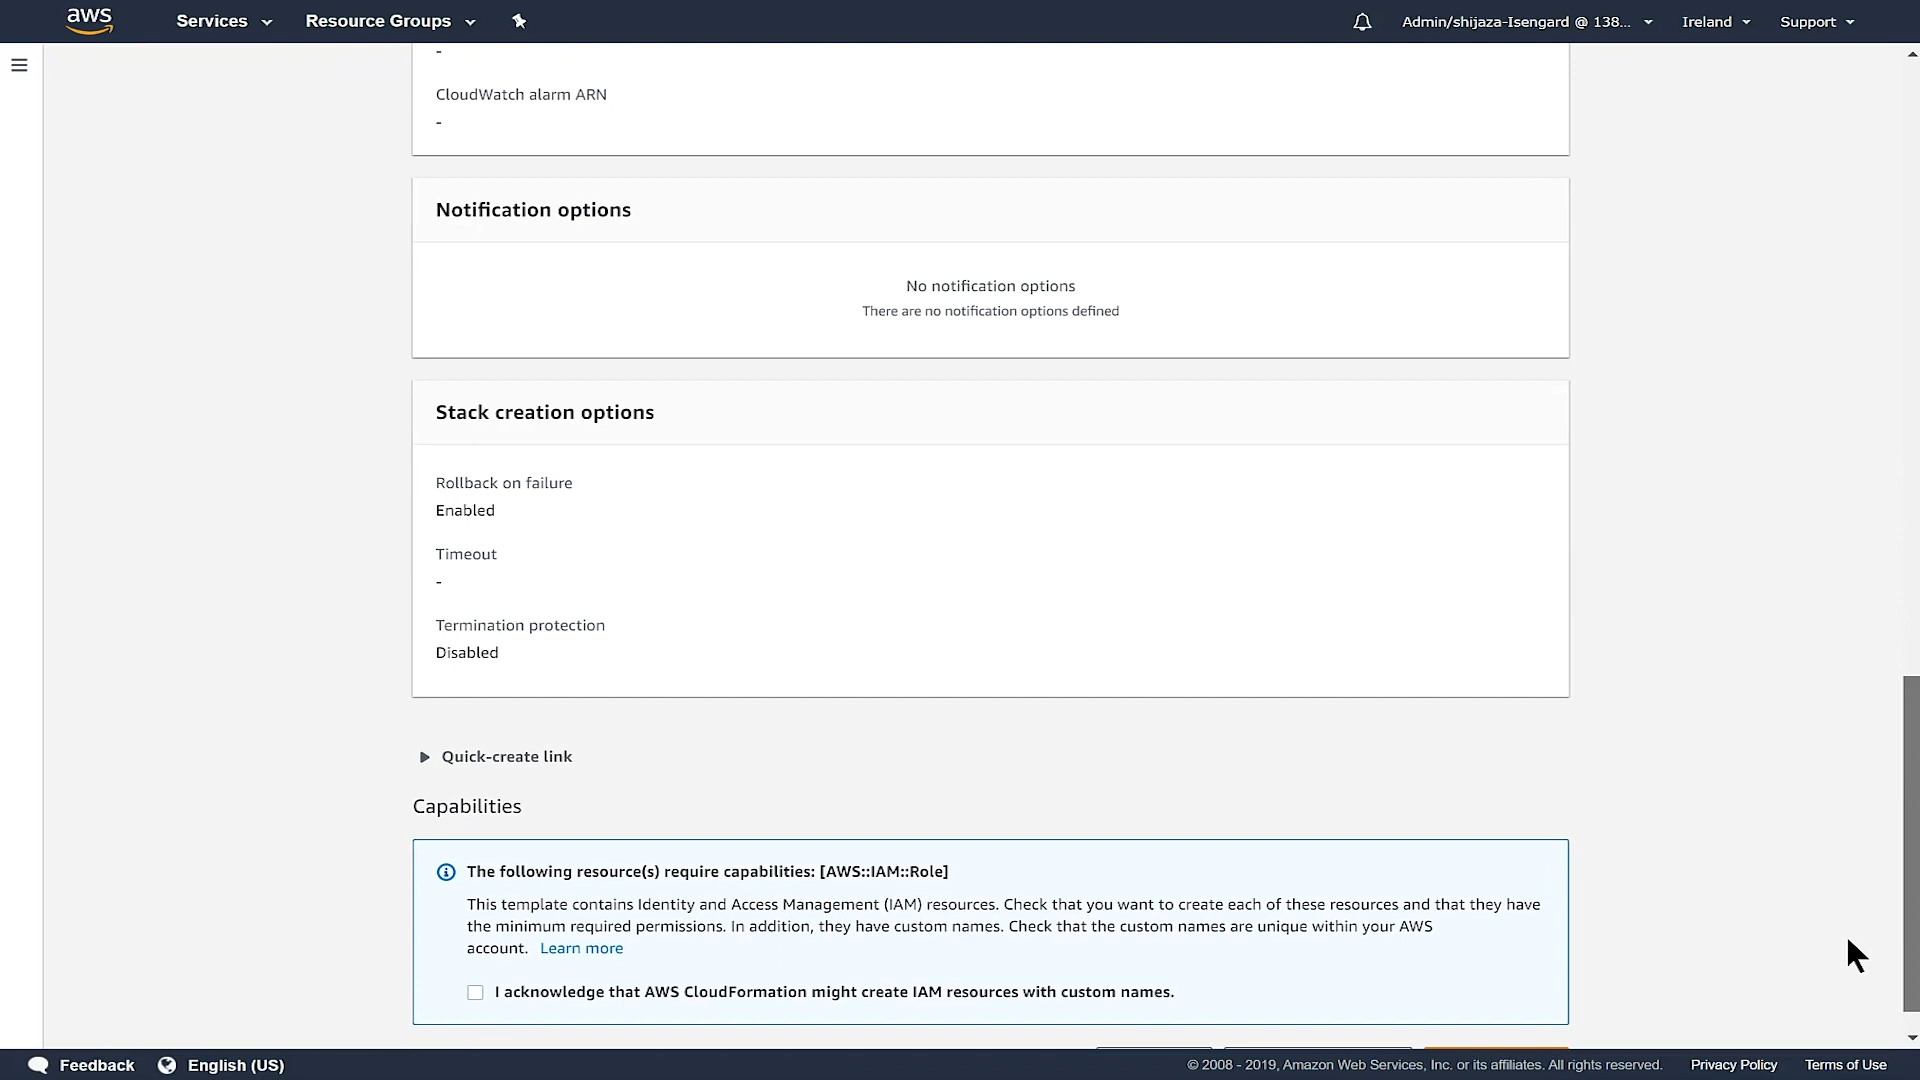 aws Services Resource Groups Admin/shijaza-Isengard @ 138... Ireland Support
-
CloudWatch alarm ARN
-
Notification options
No notification options
There are no notification options defined
Stack creation options
Rollback on failure
Enabled
Timeout
-
Termination protection
Disabled
Quick-create link
Capabilities
The following resource(s) require capabilities: [AWS::IAM::Role]
This template contains Identity and Access Management (IAM) resources. Check that you want to create each of these resources and that they have
the minimum required permissions. In addition, they have custom names. Check that the custom names are unique within your AWS
account. Learn more
I acknowledge that AWS CloudFormation might create IAM resources with custom names.
Feedback English (US) © 2008 - 2019, Amazon Web Services, Inc. or its affiliates. All rights reserved. Privacy Policy Terms of Use